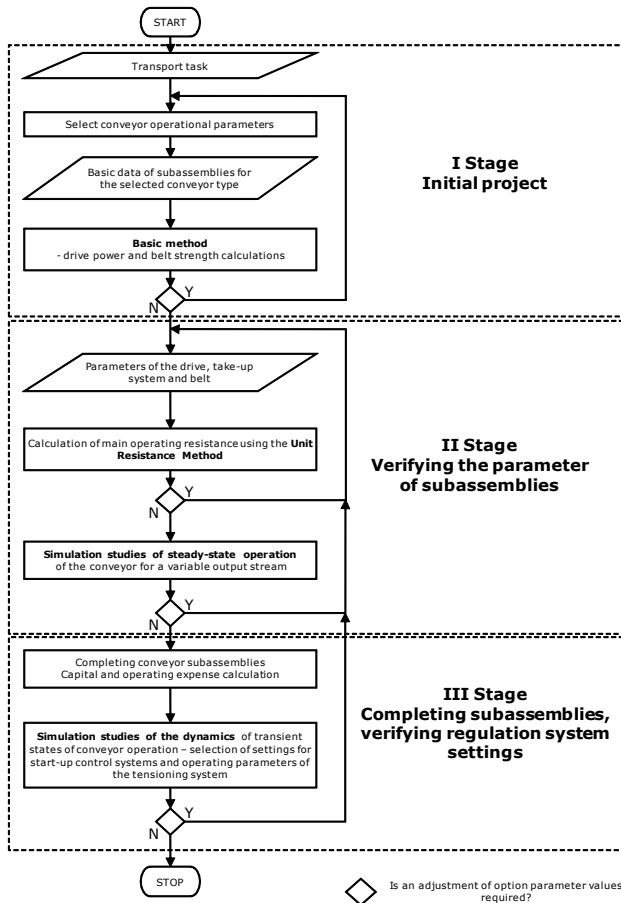 START
Transport task
Select conveyor operational parameters
Basic data of subassemblies for
the selected conveyor type
I Stage
Initial project
Basic method
- drive power and belt strength calculations
Y
N
Parameters of the drive, take-up
system and belt
Calculation of main operating resistance using the Unit
Resistance Method
II Stage
Verifying the parameter
of subassemblies
Y
N
Simulation studies of steady-state operation
of the conveyor for a variable output stream
Y
N
Completing conveyor subassemblies
Capital and operating expense calculation
III Stage
Completing subassemblies,
verifying regulation system
settings
Simulation studies of the dynamics of transient
states of conveyor operation – selection of settings for
start-up control systems and operating parameters of
the tensioning system
Y
N
STOP
Is an adjustment of option parameter values
required?